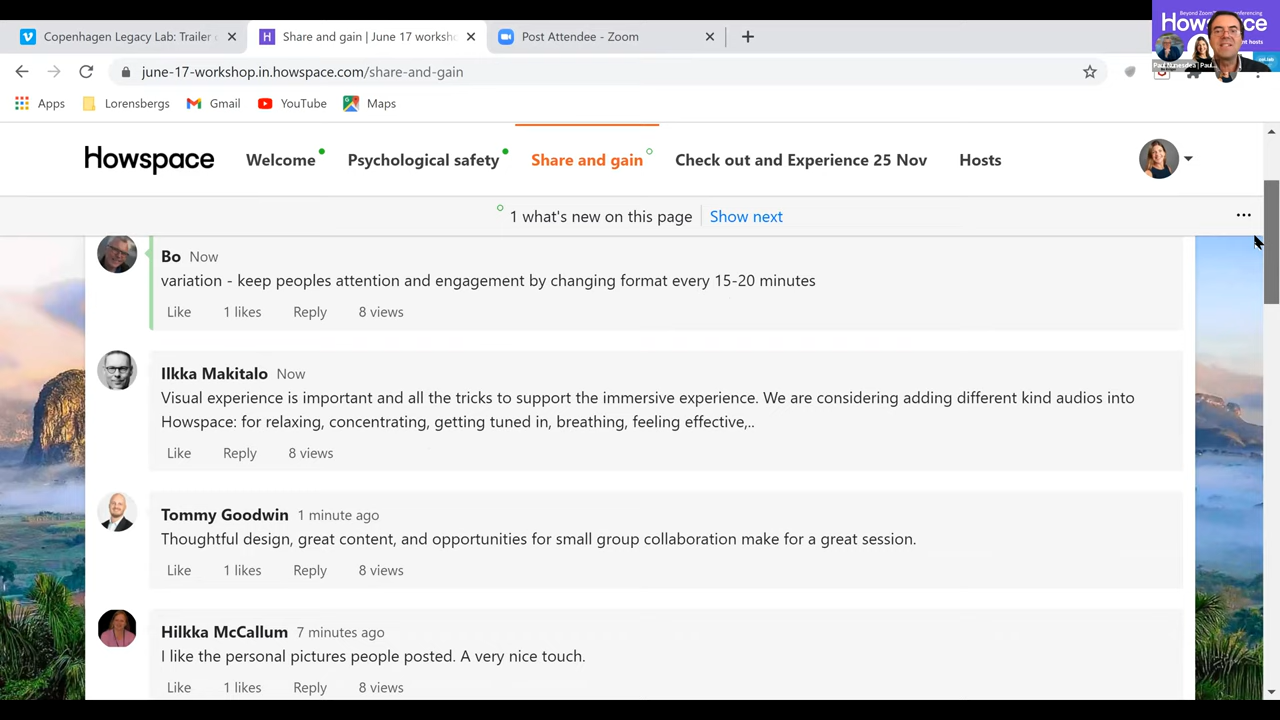 Copenhagen Legacy Lab: Trailer
Share and gain | June 17 worksh
Post Attendee - Zoom
Beyond Zoom
Howspace
june-17-workshop.in.howspace.com/share-and-gain
Apps
Lorensbergs
Gmail
YouTube
Maps
Howspace
Welcome
Psychological safety
Share and gain
Check out and Experience 25 Nov
Hosts
1 what's new on this page
Show next
Bo Now
variation - keep peoples attention and engagement by changing format every 15-20 minutes
Like 1 likes Reply 8 views
Ilkka Makitalo Now
Visual experience is important and all the tricks to support the immersive experience. We are considering adding different kind audios into
Howspace: for relaxing, concentrating, getting tuned in, breathing, feeling effective,..
Like Reply 8 views
Tommy Goodwin 1 minute ago
Thoughtful design, great content, and opportunities for small group collaboration make for a great session.
Like 1 likes Reply 8 views
Hilkka McCallum 7 minutes ago
I like the personal pictures people posted. A very nice touch.
Like 1 likes Reply 8 views